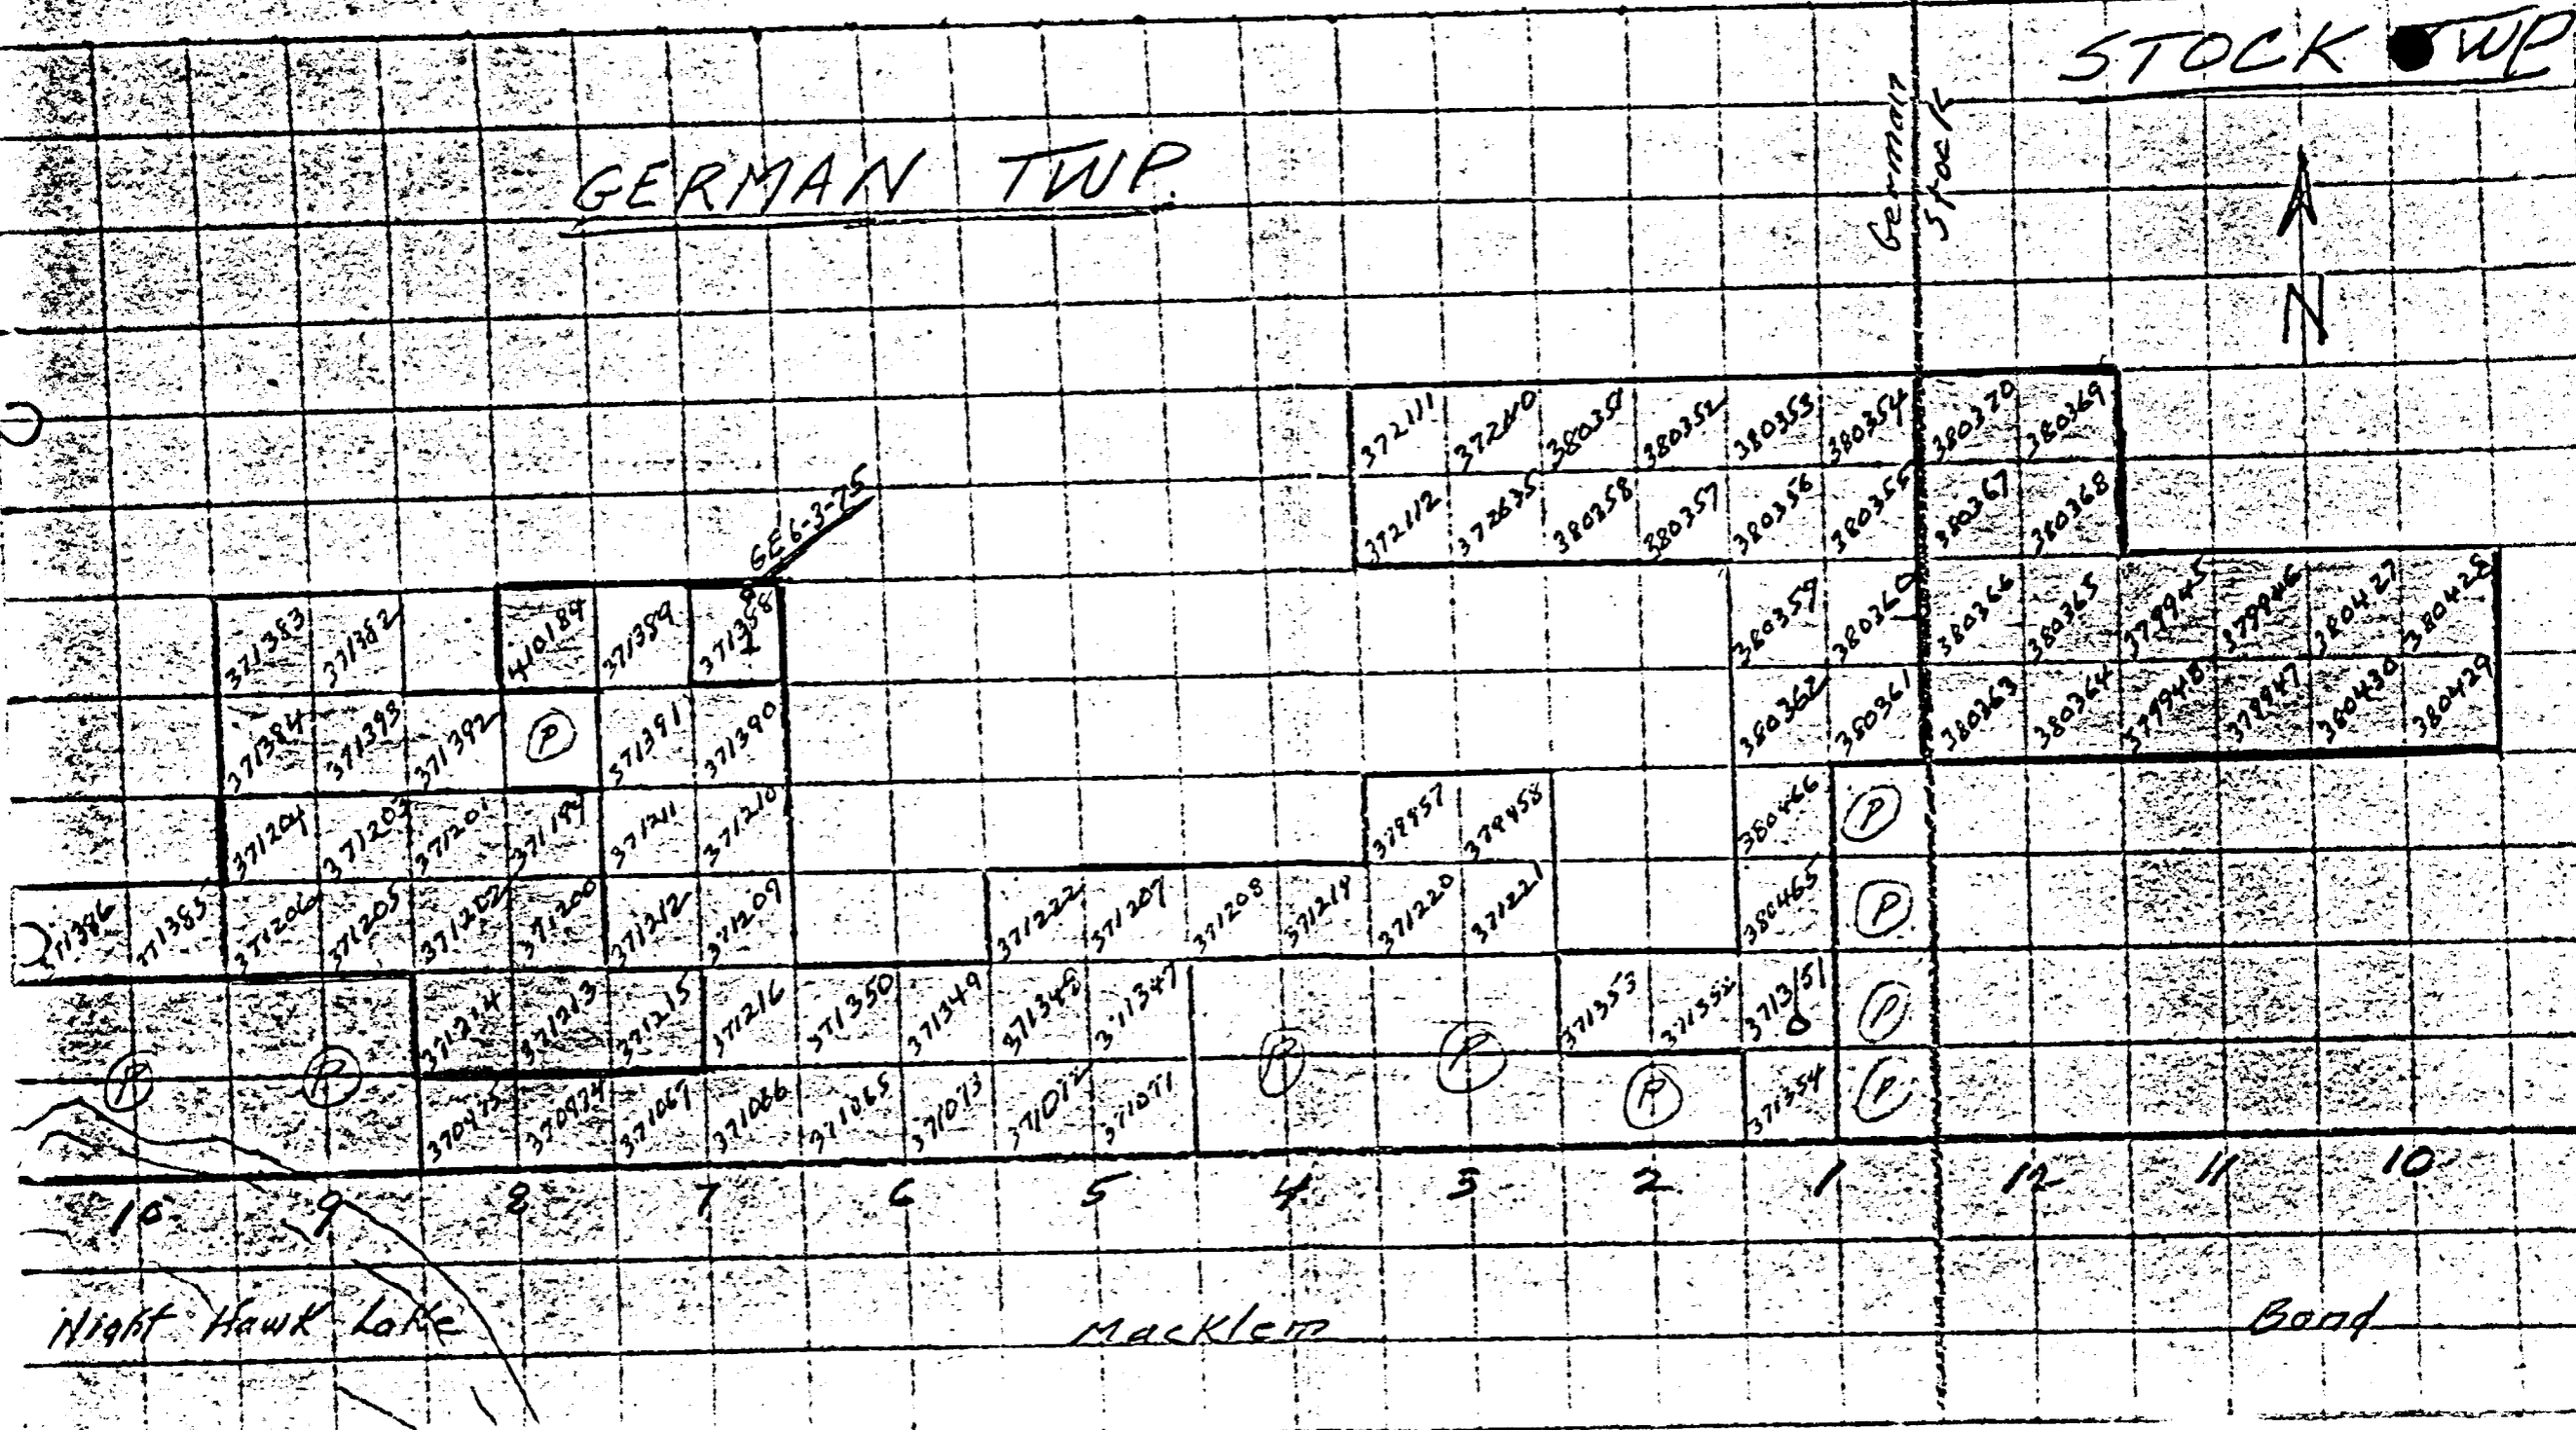 STOCK TWP
German
Stock
GERMAN TWP.
N
372111 380351 380352 380353 380354 380370 380369
372112 372635 380358 380357 380356 380355 380367 380368
GE6-3-75
371383 371382 410184 371389 371388 380359 380360 380366 380365 379945 379946 380427 380428
371384 371393 371392 P 371391 371390 380362 380361 380363 380364 379948 379947 380430 380429
371204 371203 371201 371199 371211 371210 379458 380466 P
371386 371385 371206 371205 371202 371200 371212 371209 371222 371207 371208 371219 371220 371221 380465 P
371214 371213 371215 371216 371350 371349 371348 371347 371353 371352 371351 P
P P P P P
370974 371067 371066 371065 371073 371072 371071 371354 P
10 9 8 7 6 5 4 3 2 1 12 11 10
Night Hawk Lake Macklem Bond